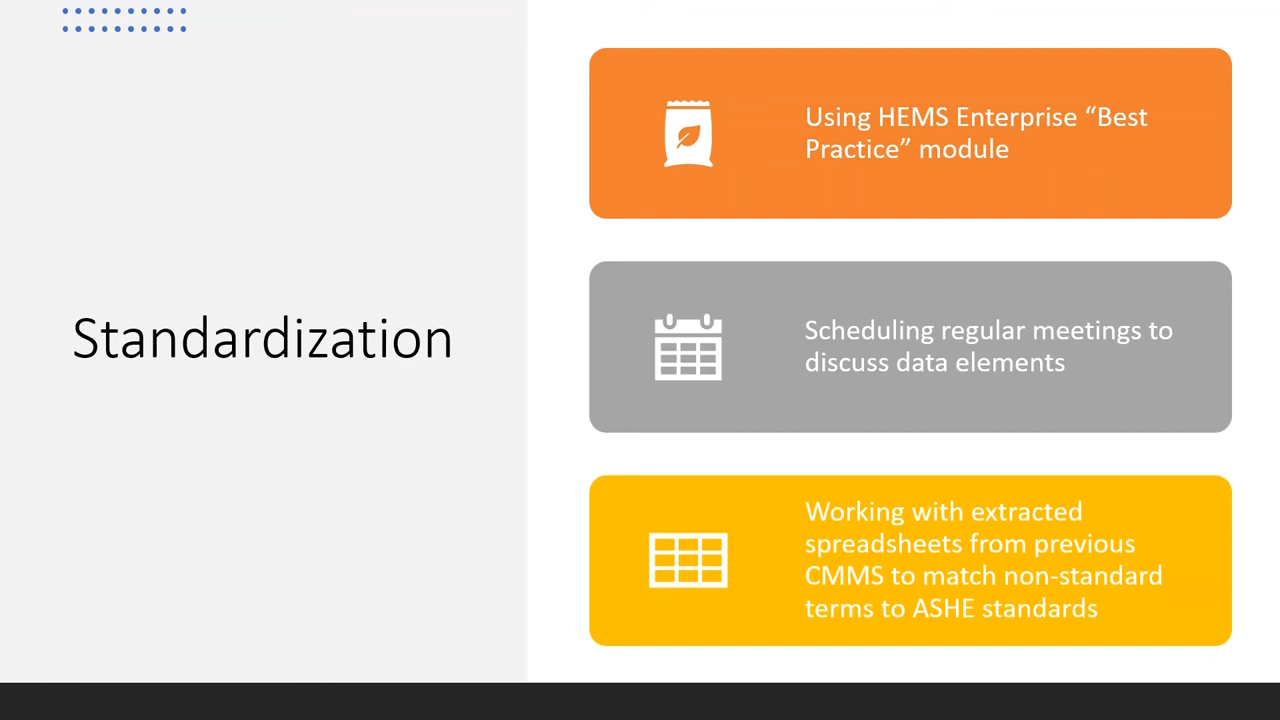 Standardization
Using HEMS Enterprise “Best
Practice” module
Scheduling regular meetings to
discuss data elements
Working with extracted
spreadsheets from previous
CMMS to match non-standard
terms to ASHE standards